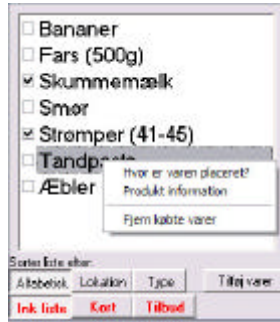 Bananer
Fars (500g)
Skummemælk
Smør
Strømper (41-45)
Tandpasta
Æbler
Hvor er varen placeret?
Produkt information
Fjern købte varer
Sorter liste efter:
Alfabetisk Lokation Type Tilføj varer
Ink liste Kort Tilbud